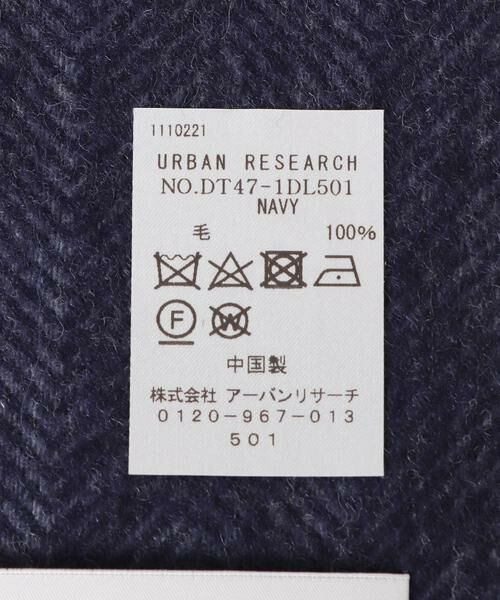 1110221
URBAN RESEARCH
NO.DT47-1DL501
NAVY
毛 100%
F W
中国製
株式会社 アーバンリサーチ
0120-967-013
501